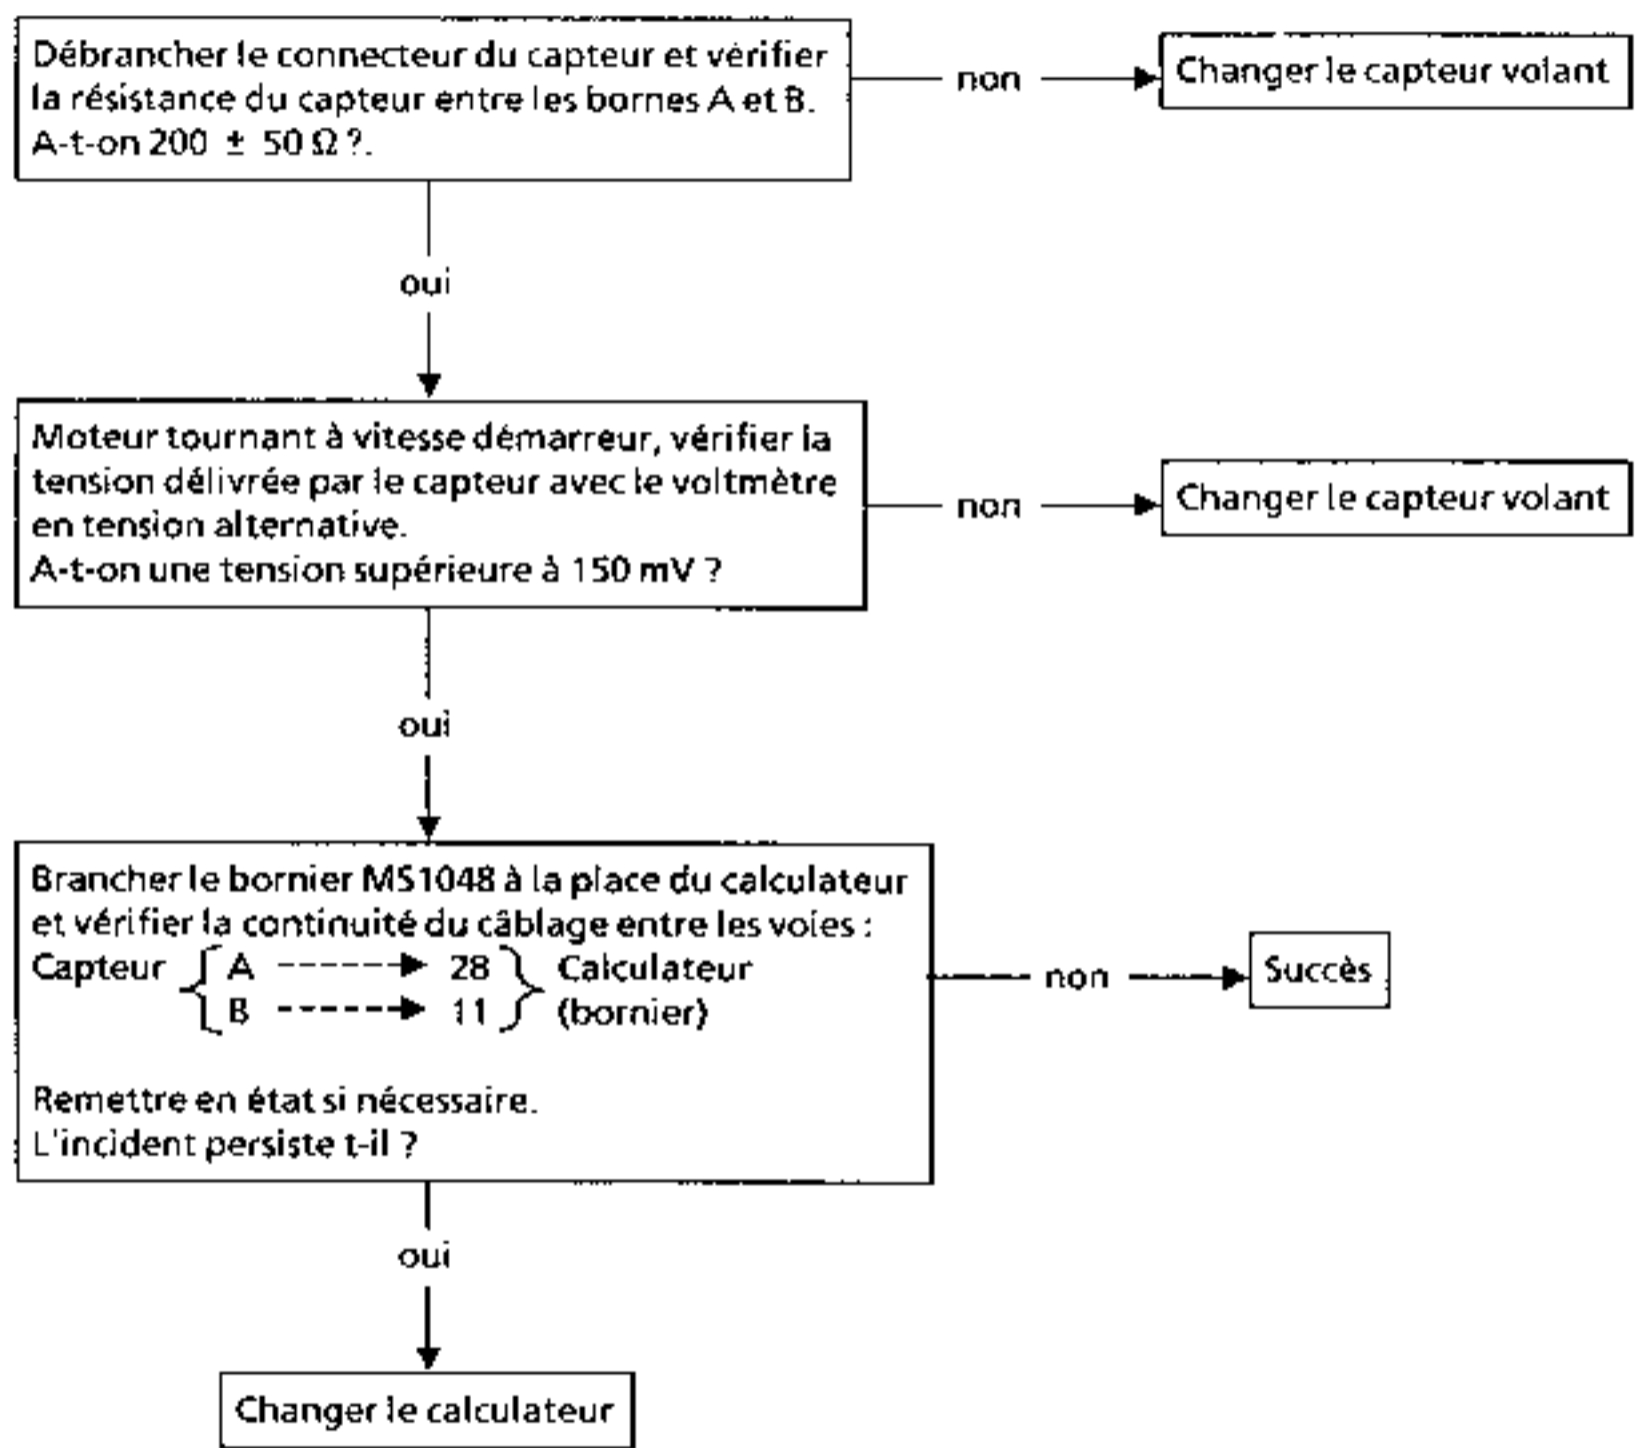 Débrancher le connecteur du capteur et vérifier
la résistance du capteur entre les bornes A et B.
A-t-on 200 ± 50 Ω ?.
non
Changer le capteur volant
oui
Moteur tournant à vitesse démarreur, vérifier la
tension délivrée par le capteur avec le voltmètre
en tension alternative.
A-t-on une tension supérieure à 150 mV ?
non
Changer le capteur volant
oui
Brancher le bornier MS1048 à la place du calculateur
et vérifier la continuité du câblage entre les voies :
Capteur { A -----> 28 } Calculateur
{ B -----> 11 } (bornier)
non
Succès
Remettre en état si nécessaire.
L'incident persiste t-il ?
oui
Changer le calculateur